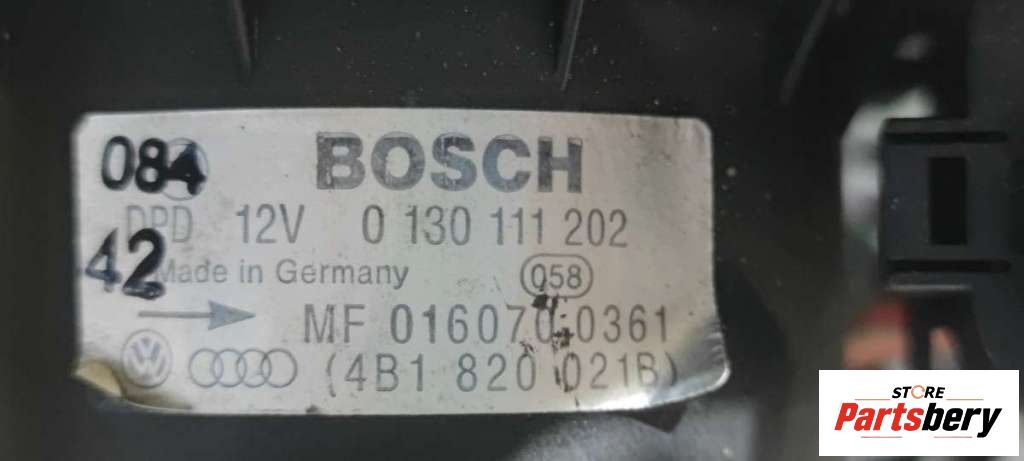 084 BOSCH
DPD 12V 0 130 111 202
42 Made in Germany 058
MF 016070 0361
(4B1 820 021B)
STORE
Partsbery